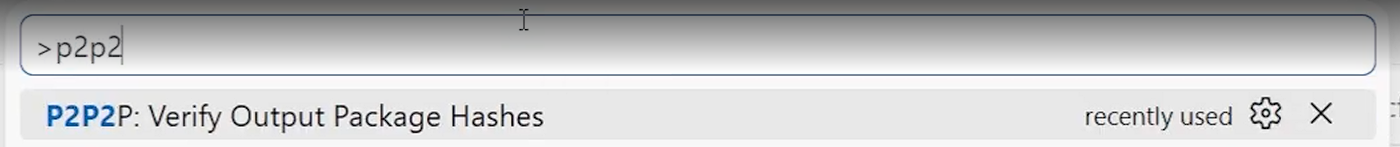 >p2p2
P2P2P: Verify Output Package Hashes recently used